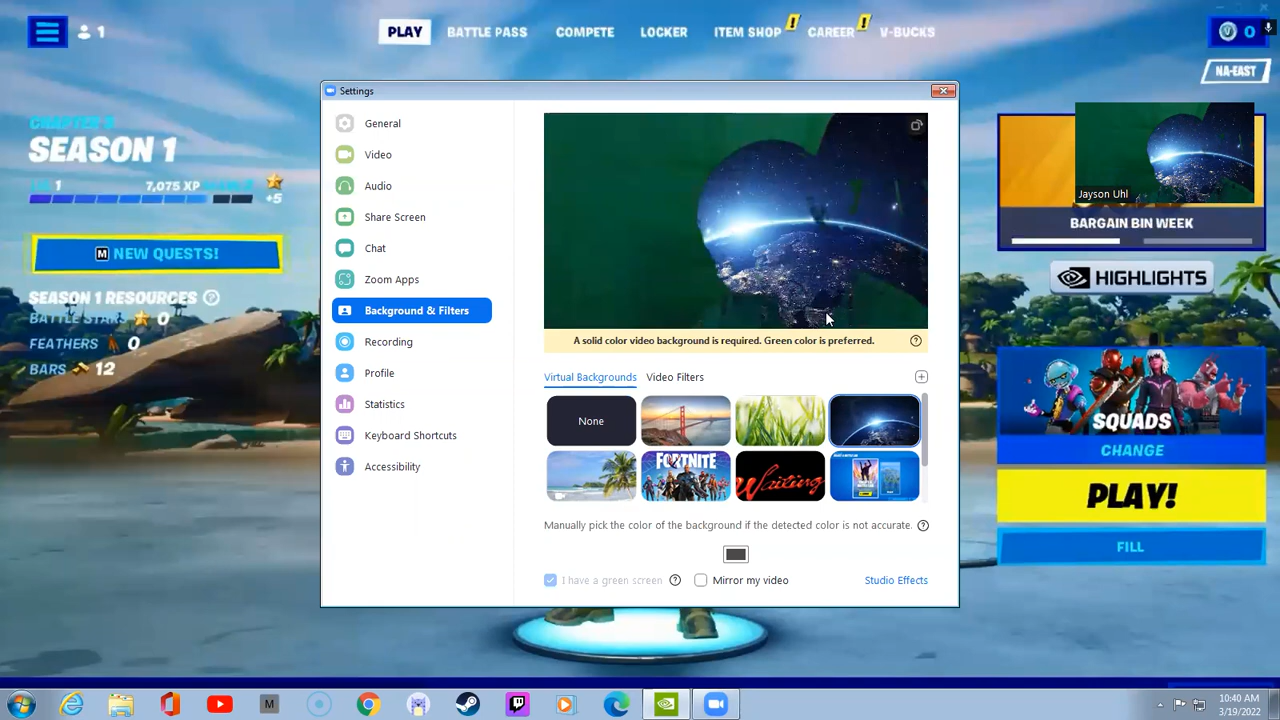 1
PLAY
BATTLE PASS
COMPETE
LOCKER
ITEM SHOP
CAREER
V-BUCKS
0
NA-EAST
SEASON 1
1
7,075 XP
+5
M NEW QUESTS!
SEASON 1 RESOURCES
BATTLE STARS 0
FEATHERS 0
BARS 12
Settings
General
Video
Audio
Share Screen
Chat
Zoom Apps
Background & Filters
Recording
Profile
Statistics
Keyboard Shortcuts
Accessibility
A solid color video background is required. Green color is preferred.
Virtual Backgrounds
Video Filters
None
FORTNITE
Waiting
Manually pick the color of the background if the detected color is not accurate.
I have a green screen
Mirror my video
Studio Effects
Jayson Uhl
BARGAIN BIN WEEK
NVIDIA HIGHLIGHTS
SQUADS
CHANGE
PLAY!
FILL
M
10:40 AM
3/19/2022